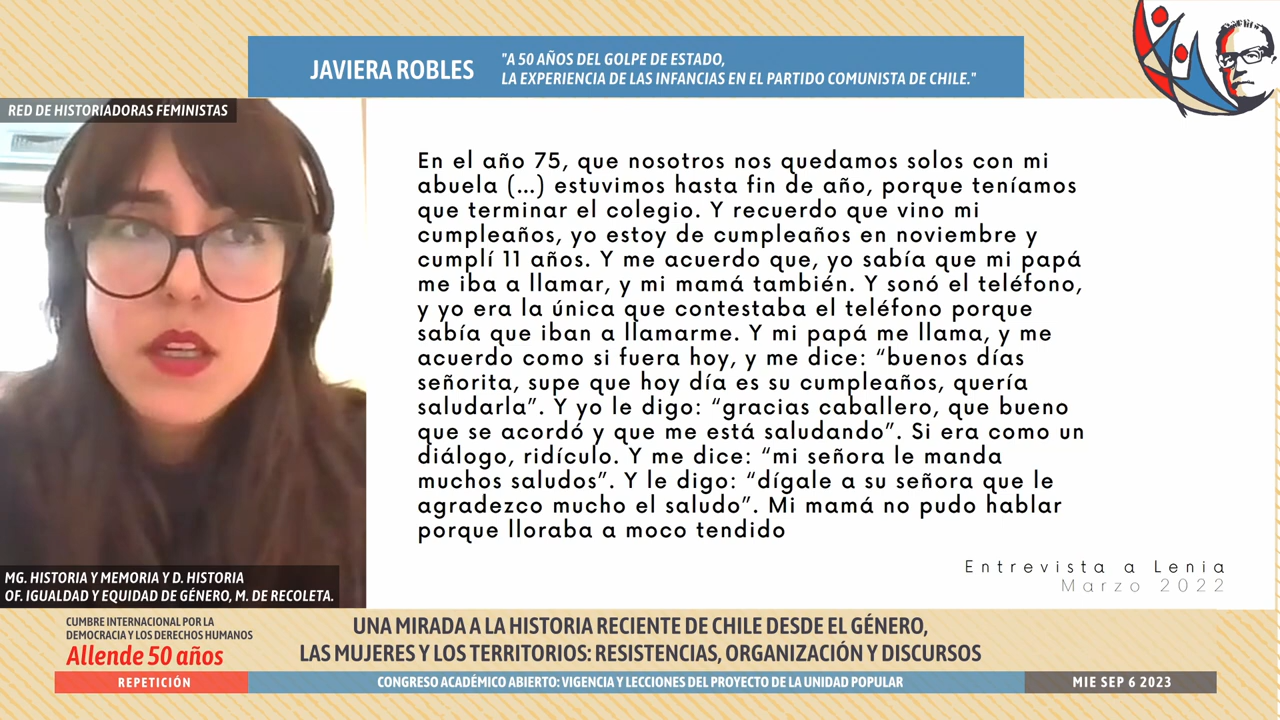 JAVIERA ROBLES
"A 50 AÑOS DEL GOLPE DE ESTADO,
LA EXPERIENCIA DE LAS INFANCIAS EN EL PARTIDO COMUNISTA DE CHILE."
RED DE HISTORIADORAS FEMINISTAS
En el año 75, que nosotros nos quedamos solos con mi
abuela (...) estuvimos hasta fin de año, porque teníamos
que terminar el colegio. Y recuerdo que vino mi
cumpleaños, yo estoy de cumpleaños en noviembre y
cumplí 11 años. Y me acuerdo que, yo sabía que mi papá
me iba a llamar, y mi mamá también. Y sonó el teléfono,
y yo era la única que contestaba el teléfono porque
sabía que iban a llamarme. Y mi papá me llama, y me
acuerdo como si fuera hoy, y me dice: “buenos días
señorita, supe que hoy día es su cumpleaños, quería
saludarla”. Y yo le digo: “gracias caballero, que bueno
que se acordó y que me está saludando”. Si era como un
diálogo, ridículo. Y me dice: “mi señora le manda
muchos saludos”. Y le digo: “dígale a su señora que le
agradezco mucho el saludo”. Mi mamá no pudo hablar
porque lloraba a moco tendido
Entrevista a Lenia
Marzo 2022
MG. HISTORIA Y MEMORIA Y D. HISTORIA
OF. IGUALDAD Y EQUIDAD DE GÉNERO, M. DE RECOLETA.
CUMBRE INTERNACIONAL POR LA
DEMOCRACIA Y LOS DERECHOS HUMANOS
Allende 50 años
REPETICIÓN
UNA MIRADA A LA HISTORIA RECIENTE DE CHILE DESDE EL GÉNERO,
LAS MUJERES Y LOS TERRITORIOS: RESISTENCIAS, ORGANIZACIÓN Y DISCURSOS
CONGRESO ACADÉMICO ABIERTO: VIGENCIA Y LECCIONES DEL PROYECTO DE LA UNIDAD POPULAR
MIE SEP 6 2023